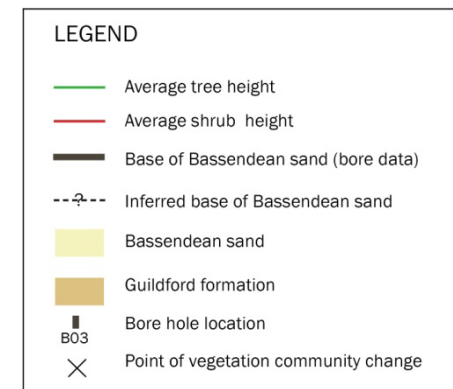 LEGEND
Average tree height
Average shrub height
Base of Bassendean sand (bore data)
? Inferred base of Bassendean sand
Bassendean sand
Guildford formation
Bore hole location
B03
Point of vegetation community change